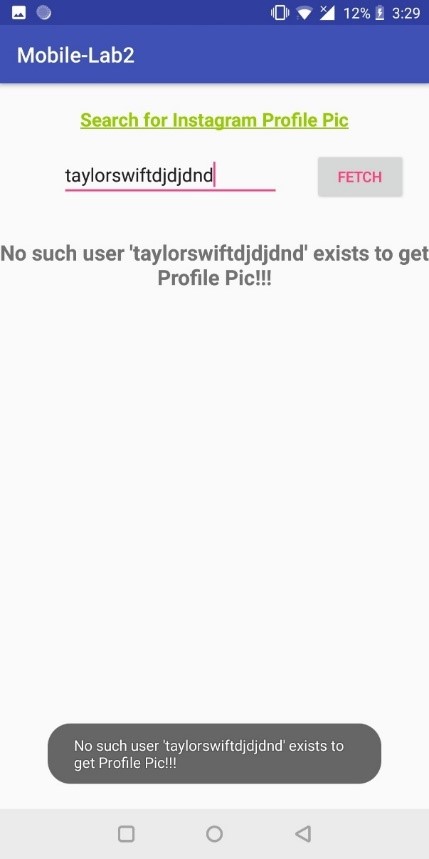 12% 3:29
Mobile-Lab2
Search for Instagram Profile Pic
taylorswiftdjdjdnd FETCH
No such user 'taylorswiftdjdjdnd' exists to get
Profile Pic!!!
No such user 'taylorswiftdjdjdnd' exists to
get Profile Pic!!!